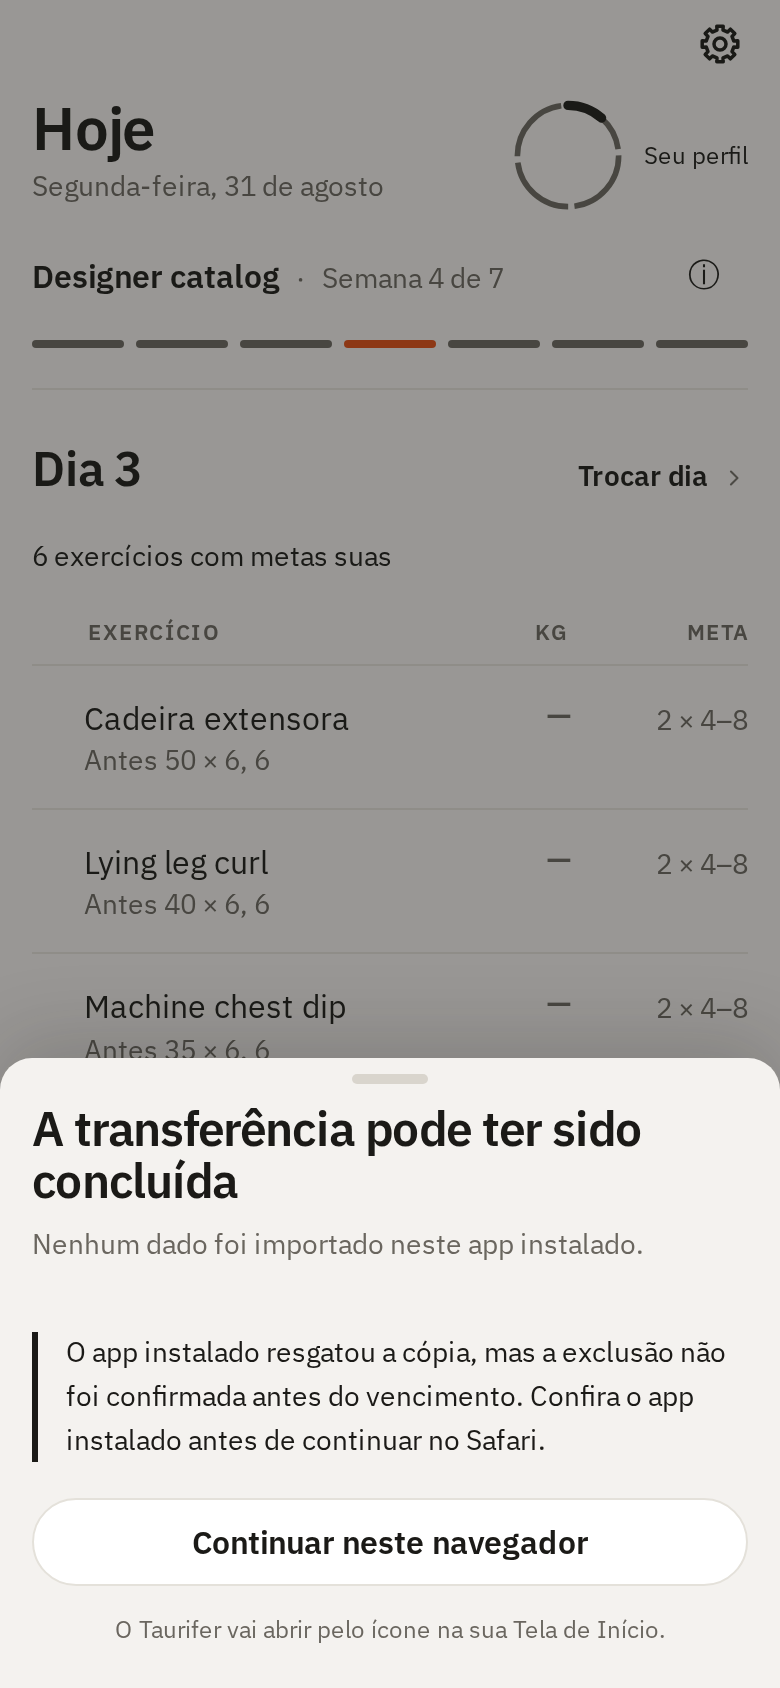 Hoje
Segunda-feira, 31 de agosto
Seu perfil
Designer catalog · Semana 4 de 7
Dia 3
Trocar dia
6 exercícios com metas suas
EXERCÍCIO KG META
Cadeira extensora — 2 × 4–8
Antes 50 × 6, 6
Lying leg curl — 2 × 4–8
Antes 40 × 6, 6
Machine chest dip — 2 × 4–8
Antes 35 × 6, 6
A transferência pode ter sido
concluída
Nenhum dado foi importado neste app instalado.
O app instalado resgatou a cópia, mas a exclusão não
foi confirmada antes do vencimento. Confira o app
instalado antes de continuar no Safari.
Continuar neste navegador
O Taurifer vai abrir pelo ícone na sua Tela de Início.